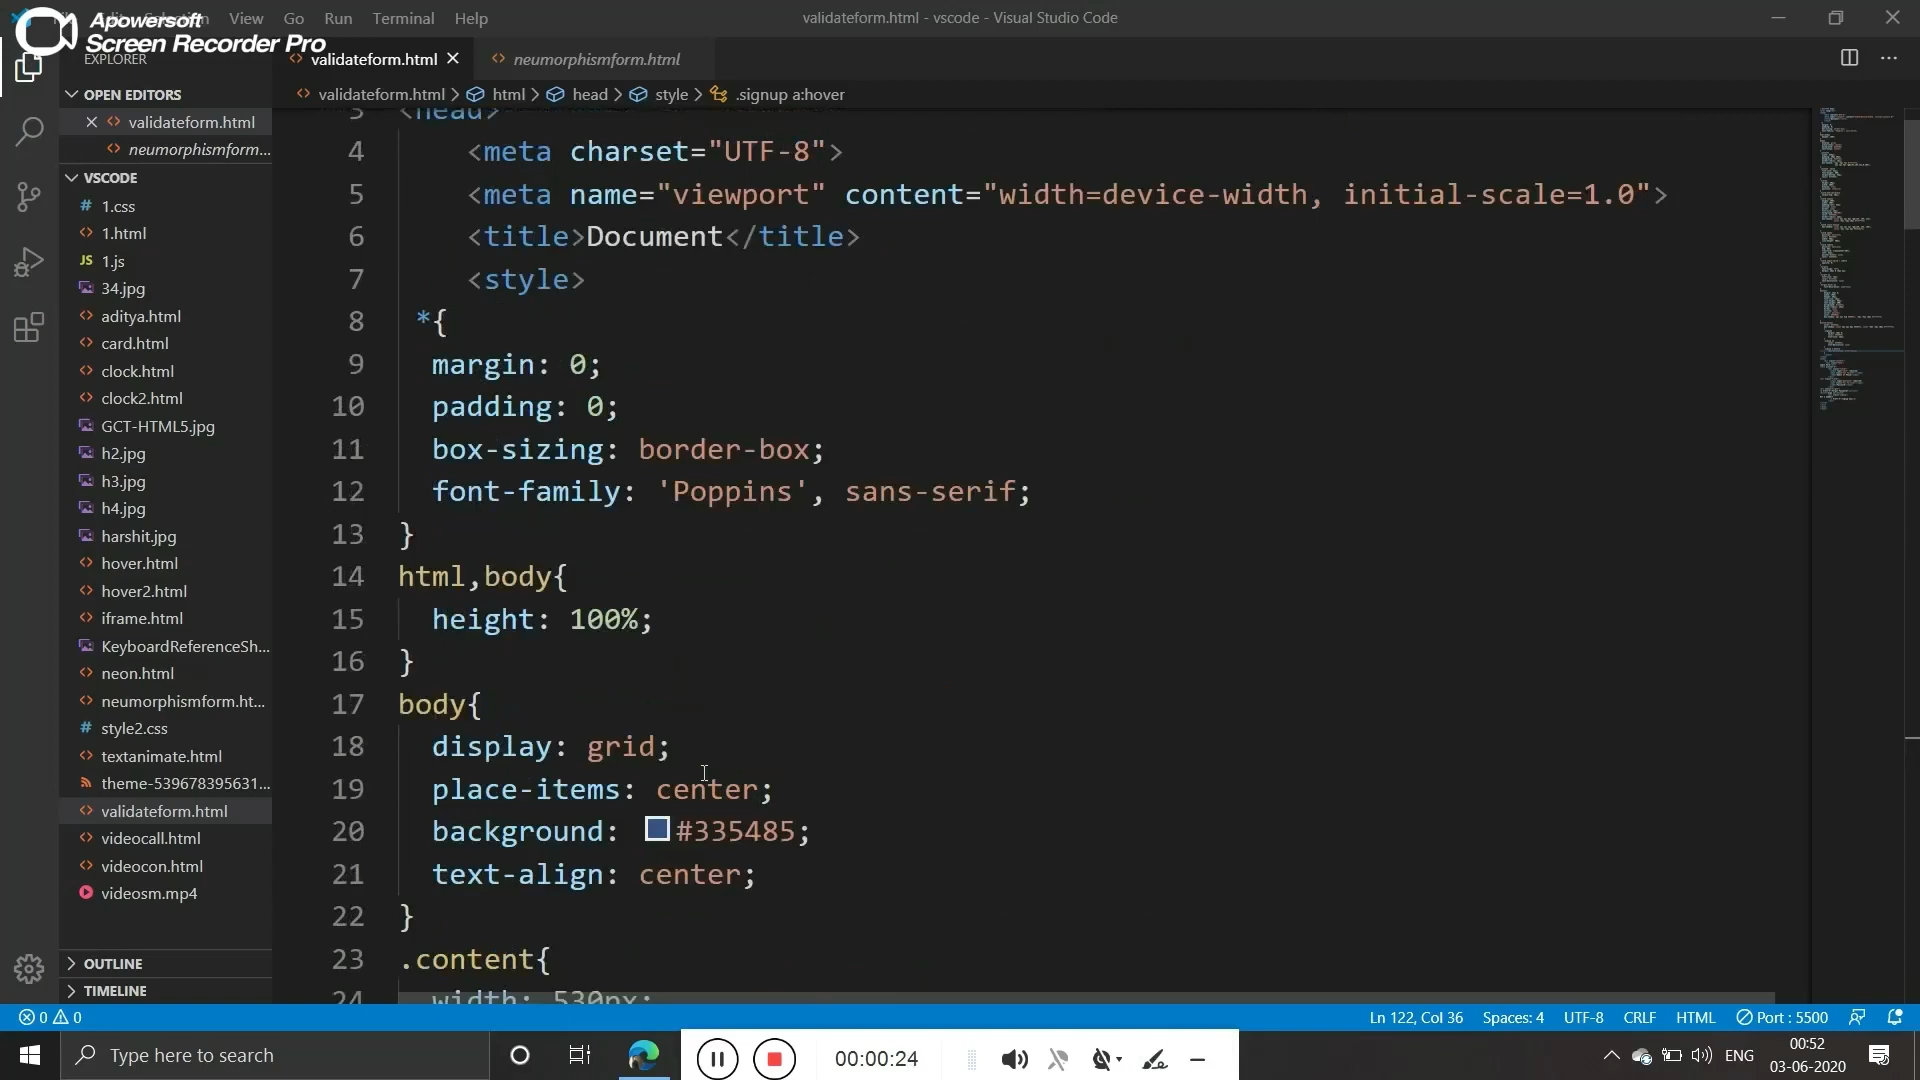 File Edit Selection View Go Run Terminal Help
validateform.html - vscode - Visual Studio Code
Apowersoft
Screen Recorder Pro
EXPLORER
validateform.html
neumorphismform.html
OPEN EDITORS
validateform.html
neumorphismform...
VSCODE
1.css
1.html
1.js
34.jpg
aditya.html
card.html
clock.html
clock2.html
GCT-HTML5.jpg
h2.jpg
h3.jpg
h4.jpg
harshit.jpg
hover.html
hover2.html
iframe.html
KeyboardReferenceSh...
neon.html
neumorphismform.ht...
style2.css
textanimate.html
theme-539678395631...
validateform.html
videocall.html
videocon.html
videosm.mp4
OUTLINE
TIMELINE
validateform.html > html > head > style > .signup a:hover
3 <head>
4 <meta charset="UTF-8">
5 <meta name="viewport" content="width=device-width, initial-scale=1.0">
6 <title>Document</title>
7 <style>
8 *{
9 margin: 0;
10 padding: 0;
11 box-sizing: border-box;
12 font-family: 'Poppins', sans-serif;
13 }
14 html,body{
15 height: 100%;
16 }
17 body{
18 display: grid;
19 place-items: center;
20 background: #335485;
21 text-align: center;
22 }
23 .content{
24 width: 530px;
0 0
Ln 122, Col 36 Spaces: 4 UTF-8 CRLF HTML Port : 5500
Type here to search
00:00:24
ENG
00:52
03-06-2020